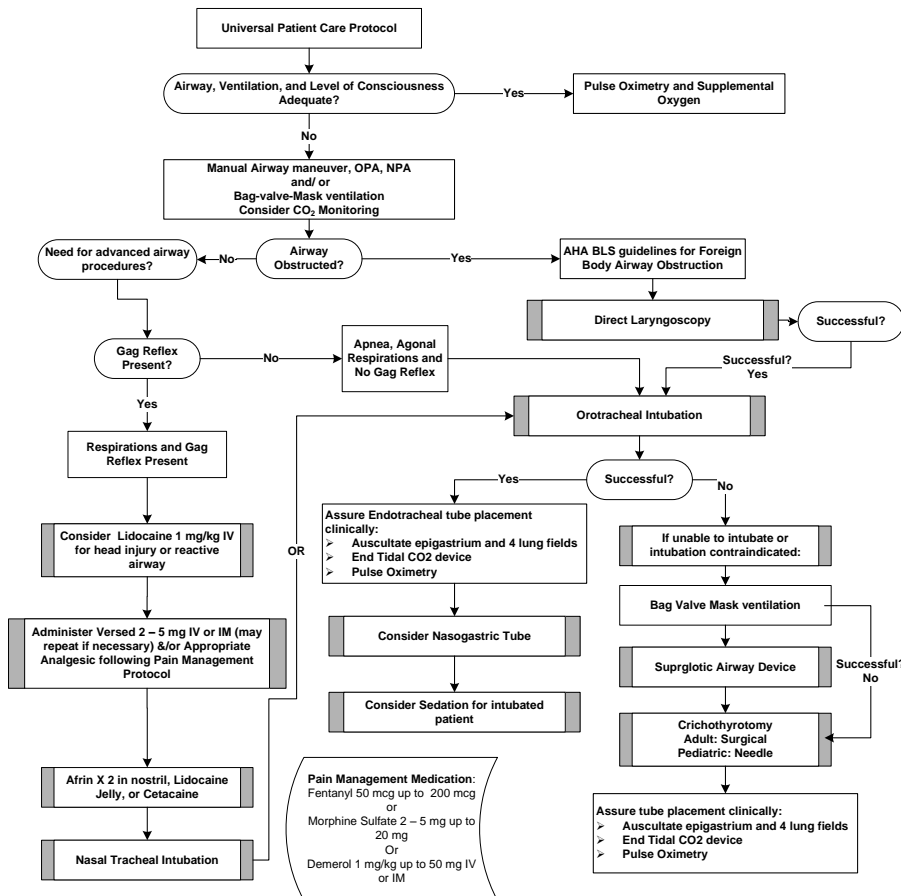 Universal Patient Care Protocol
Airway, Ventilation, and Level of Consciousness
Adequate?
Yes
Pulse Oximetry and Supplemental
Oxygen
No
Manual Airway maneuver, OPA, NPA
and/ or
Bag-valve-Mask ventilation
Consider CO₂ Monitoring
Need for advanced airway
procedures?
No
Airway
Obstructed?
Yes
AHA BLS guidelines for Foreign
Body Airway Obstruction
Direct Laryngoscopy
Successful?
Gag Reflex
Present?
No
Apnea, Agonal
Respirations and
No Gag Reflex
Successful?
Yes
Yes
Orotracheal Intubation
Respirations and Gag
Reflex Present
Yes
Successful?
No
Consider Lidocaine 1 mg/kg IV
for head injury or reactive
airway
OR
Assure Endotracheal tube placement
clinically:
➢ Auscultate epigastrium and 4 lung fields
➢ End Tidal CO2 device
➢ Pulse Oximetry
If unable to intubate or
intubation contraindicated:
Bag Valve Mask ventilation
Administer Versed 2 – 5 mg IV or IM (may
repeat if necessary) &/or Appropriate
Analgesic following Pain Management
Protocol
Consider Nasogastric Tube
Suprglotic Airway Device
Successful?
No
Consider Sedation for intubated
patient
Crichothyrotomy
Adult: Surgical
Pediatric: Needle
Afrin X 2 in nostril, Lidocaine
Jelly, or Cetacaine
Nasal Tracheal Intubation
Pain Management Medication:
Fentanyl 50 mcg up to 200 mcg
or
Morphine Sulfate 2 – 5 mg up to
20 mg
Or
Demerol 1 mg/kg up to 50 mg IV
or IM
Assure tube placement clinically:
➢ Auscultate epigastrium and 4 lung fields
➢ End Tidal CO2 device
➢ Pulse Oximetry